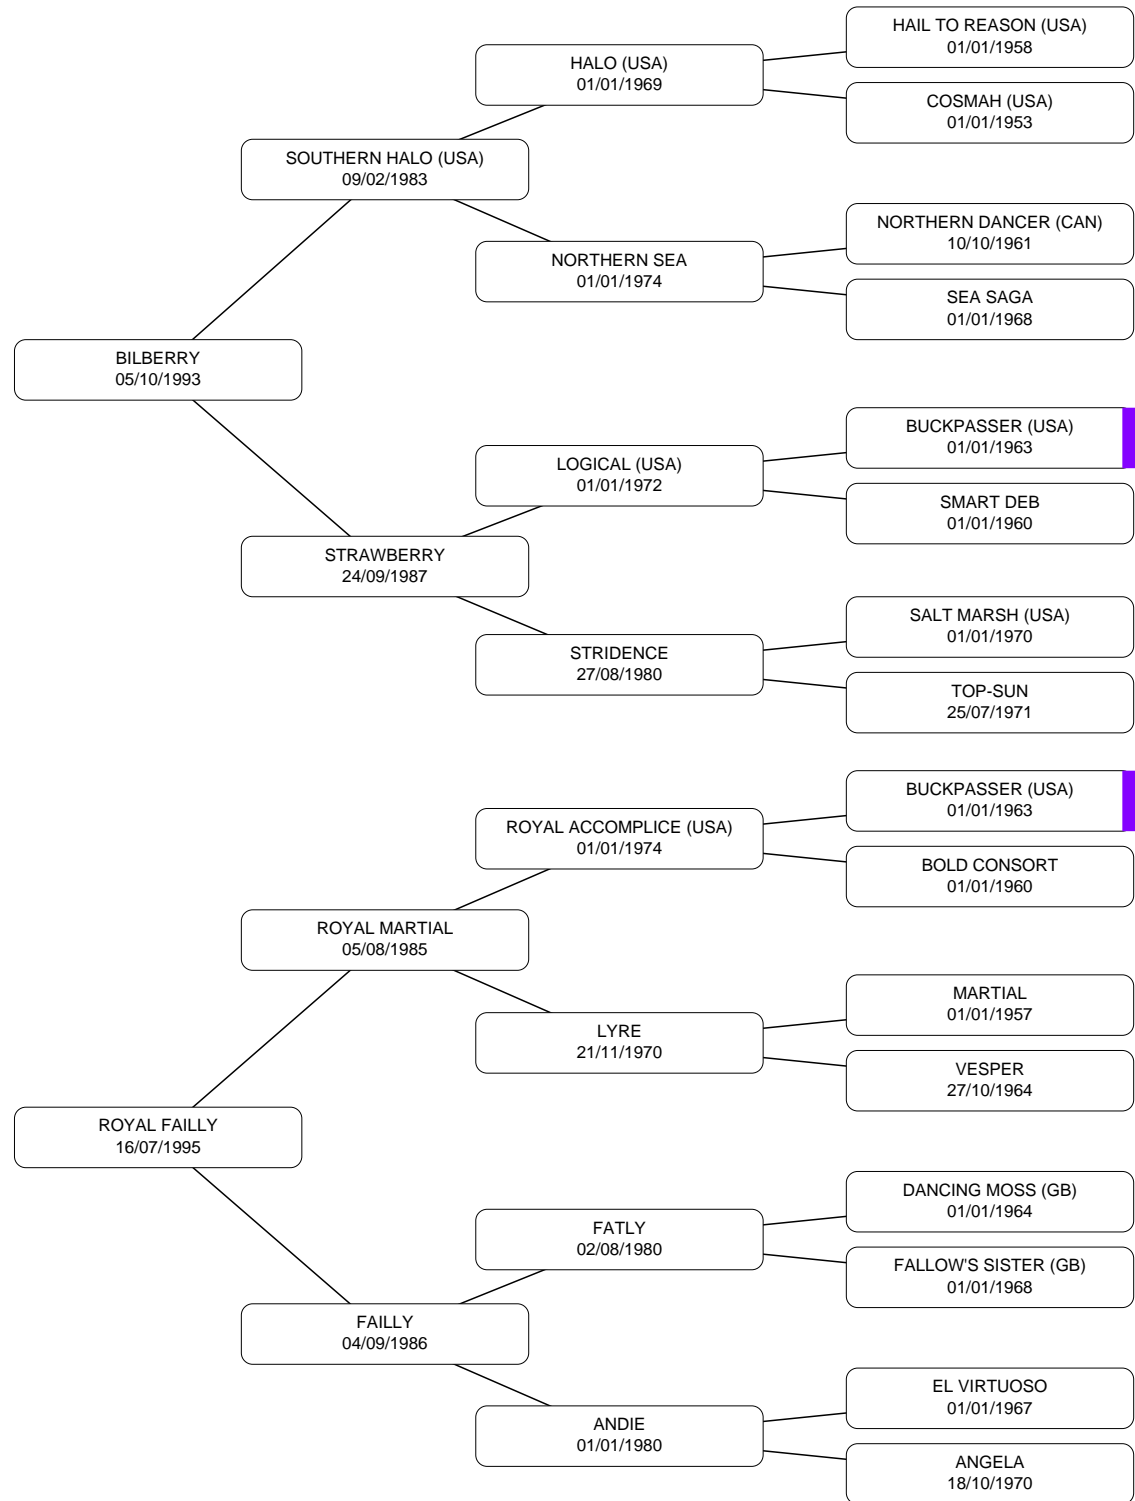 HAIL TO REASON (USA)
01/01/1958
HALO (USA)
01/01/1969
COSMAH (USA)
01/01/1953
SOUTHERN HALO (USA)
09/02/1983
NORTHERN DANCER (CAN)
10/10/1961
NORTHERN SEA
01/01/1974
SEA SAGA
01/01/1968
BILBERRY
05/10/1993
BUCKPASSER (USA)
01/01/1963
LOGICAL (USA)
01/01/1972
SMART DEB
01/01/1960
STRAWBERRY
24/09/1987
SALT MARSH (USA)
01/01/1970
STRIDENCE
27/08/1980
TOP-SUN
25/07/1971
BUCKPASSER (USA)
01/01/1963
ROYAL ACCOMPLICE (USA)
01/01/1974
BOLD CONSORT
01/01/1960
ROYAL MARTIAL
05/08/1985
MARTIAL
01/01/1957
LYRE
21/11/1970
VESPER
27/10/1964
ROYAL FAILLY
16/07/1995
DANCING MOSS (GB)
01/01/1964
FATLY
02/08/1980
FALLOW'S SISTER (GB)
01/01/1968
FAILLY
04/09/1986
EL VIRTUOSO
01/01/1967
ANDIE
01/01/1980
ANGELA
18/10/1970